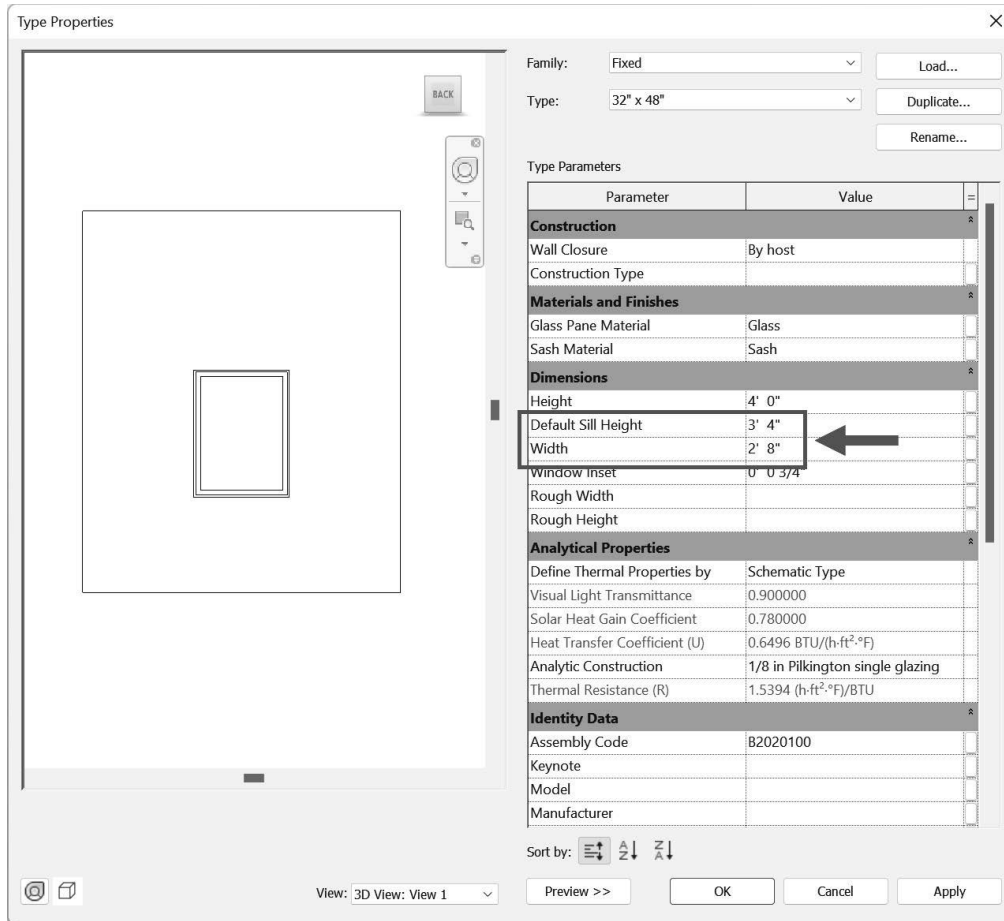 Type Properties
BACK
Family: Fixed Load...
Type: 32" x 48" Duplicate...
Rename...
Type Parameters
Parameter Value =
Construction
Wall Closure By host
Construction Type
Materials and Finishes
Glass Pane Material Glass
Sash Material Sash
Dimensions
Height 4' 0"
Default Sill Height 3' 4"
Width 2' 8"
Window Inset 0' 0 3/4"
Rough Width
Rough Height
Analytical Properties
Define Thermal Properties by Schematic Type
Visual Light Transmittance 0.900000
Solar Heat Gain Coefficient 0.780000
Heat Transfer Coefficient (U) 0.6496 BTU/(h·ft²·°F)
Analytic Construction 1/8 in Pilkington single glazing
Thermal Resistance (R) 1.5394 (h·ft²·°F)/BTU
Identity Data
Assembly Code B2020100
Keynote
Model
Manufacturer
Sort by:
View: 3D View: View 1 Preview >> OK Cancel Apply